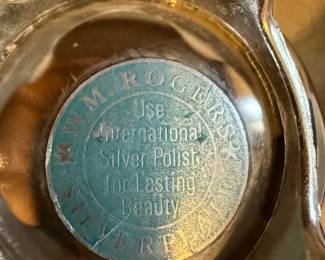 ★ WM. ROGERS ★
Use
International
Silver Polish
for Lasting
Beauty
SILVERPLATE